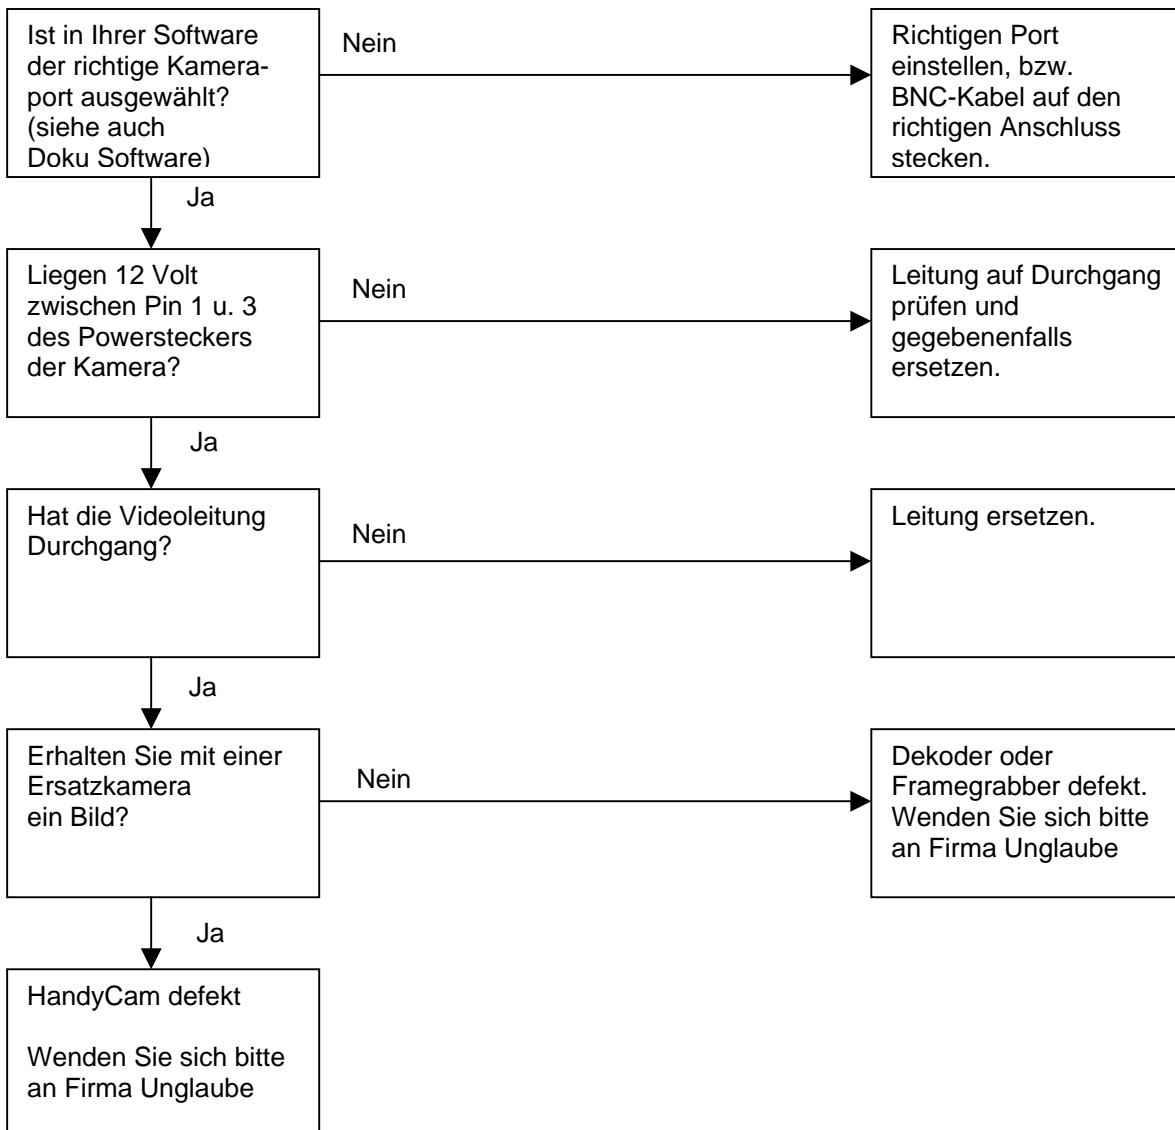 Ist in Ihrer Software
der richtige Kamera-
port ausgewählt?
(siehe auch
Doku Software)
Nein
Richtigen Port
einstellen, bzw.
BNC-Kabel auf den
richtigen Anschluss
stecken.
Ja
Liegen 12 Volt
zwischen Pin 1 u. 3
des Powersteckers
der Kamera?
Nein
Leitung auf Durchgang
prüfen und
gegebenenfalls
ersetzen.
Ja
Hat die Videoleitung
Durchgang?
Nein
Leitung ersetzen.
Ja
Erhalten Sie mit einer
Ersatzkamera
ein Bild?
Nein
Dekoder oder
Framegrabber defekt.
Wenden Sie sich bitte
an Firma Unglaube
Ja
HandyCam defekt
Wenden Sie sich bitte
an Firma Unglaube